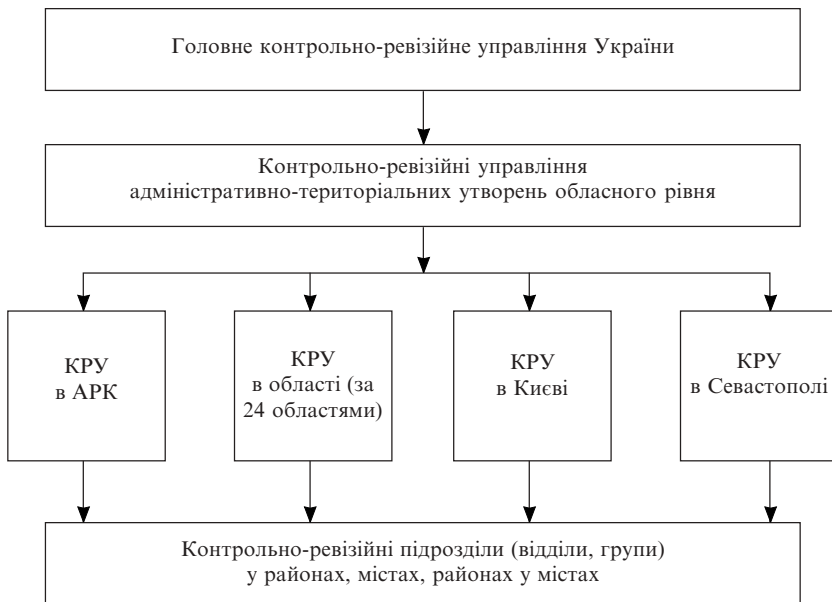 Головне контрольно-ревізійне управління України
Контрольно-ревізійні управління
адміністративно-територіальних утворень обласного рівня
КРУ
в АРК
КРУ
в області (за
24 областями)
КРУ
в Києві
КРУ
в Севастополі
Контрольно-ревізійні підрозділи (відділи, групи)
у районах, містах, районах у містах